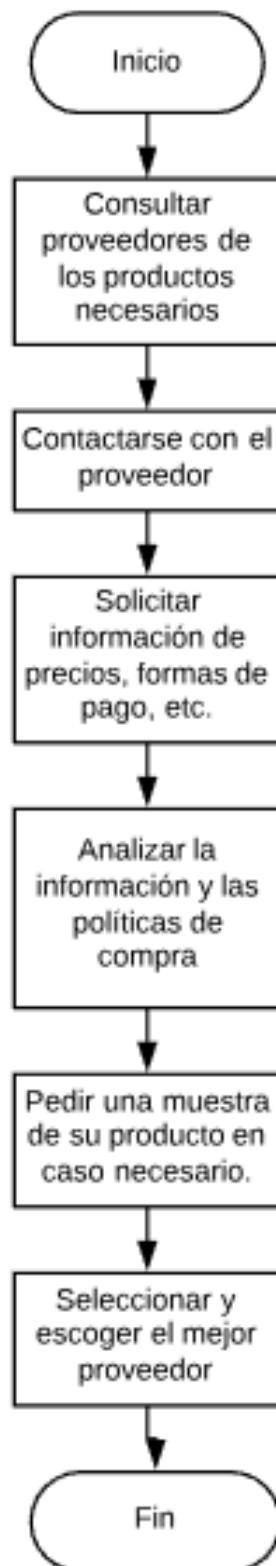 Inicio
Consultar
proveedores de
los productos
necesarios
Contactarse con el
proveedor
Solicitar
información de
precios, formas de
pago, etc.
Analizar la
información y las
políticas de
compra
Pedir una muestra
de su producto en
caso necesario.
Seleccionar y
escoger el mejor
proveedor
Fin